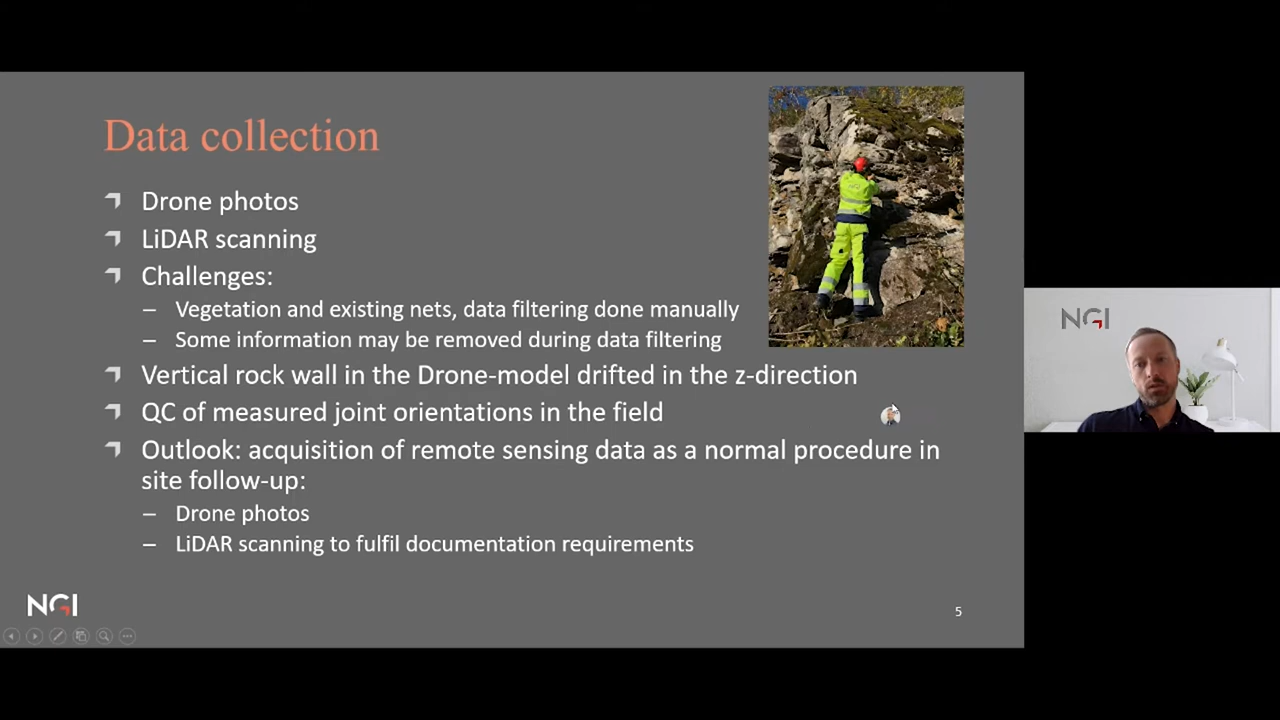 Data collection
Drone photos
LiDAR scanning
Challenges:
– Vegetation and existing nets, data filtering done manually
– Some information may be removed during data filtering
Vertical rock wall in the Drone-model drifted in the z-direction
QC of measured joint orientations in the field
Outlook: acquisition of remote sensing data as a normal procedure in
site follow-up:
– Drone photos
– LiDAR scanning to fulfil documentation requirements
NGI
5
NGI